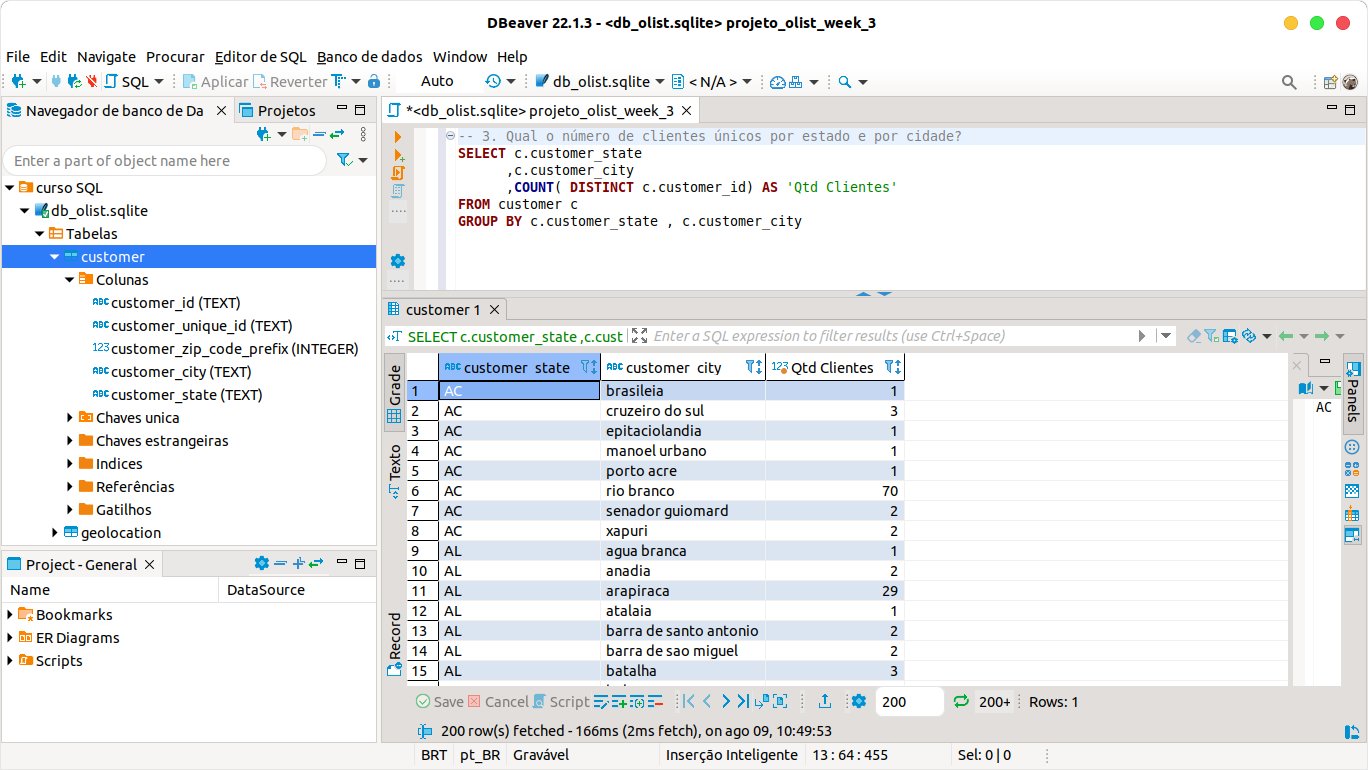 DBeaver 22.1.3 - <db_olist.sqlite> projeto_olist_week_3
File Edit Navigate Procurar Editor de SQL Banco de dados Window Help
SQL Aplicar Reverter Auto db_olist.sqlite < N/A >
Navegador de banco de Da Projetos
Enter a part of object name here
curso SQL
db_olist.sqlite
Tabelas
customer
Colunas
ABC customer_id (TEXT)
ABC customer_unique_id (TEXT)
123 customer_zip_code_prefix (INTEGER)
ABC customer_city (TEXT)
ABC customer_state (TEXT)
Chaves unica
Chaves estrangeiras
Indices
Referências
Gatilhos
geolocation
Project - General
Name DataSource
Bookmarks
ER Diagrams
Scripts
*<db_olist.sqlite> projeto_olist_week_3
-- 3. Qual o número de clientes únicos por estado e por cidade?
SELECT c.customer_state
,c.customer_city
,COUNT( DISTINCT c.customer_id) AS 'Qtd Clientes'
FROM customer c
GROUP BY c.customer_state , c.customer_city
customer 1
SELECT c.customer_state ,c.cust Enter a SQL expression to filter results (use Ctrl+Space)
Grade
Texto
Record
ABC customer_state ABC customer_city 123 Qtd Clientes
1 AC brasileia 1
2 AC cruzeiro do sul 3
3 AC epitaciolandia 1
4 AC manoel urbano 1
5 AC porto acre 1
6 AC rio branco 70
7 AC senador guiomard 2
8 AC xapuri 2
9 AL agua branca 1
10 AL anadia 2
11 AL arapiraca 29
12 AL atalaia 1
13 AL barra de santo antonio 2
14 AL barra de sao miguel 2
15 AL batalha 3
AC
Panels
Save Cancel Script 200 200+ Rows: 1
200 row(s) fetched - 166ms (2ms fetch), on ago 09, 10:49:53
BRT pt_BR Gravável Inserção Inteligente 13 : 64 : 455 Sel: 0 | 0